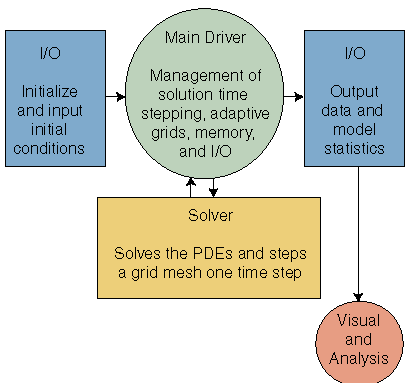 I/O
Initialize
and input
initial
conditions
Main Driver
Management of
solution time
stepping, adaptive
grids, memory,
and I/O
I/O
Output
data and
model
statistics
Solver
Solves the PDEs and steps
a grid mesh one time step
Visual
and
Analysis